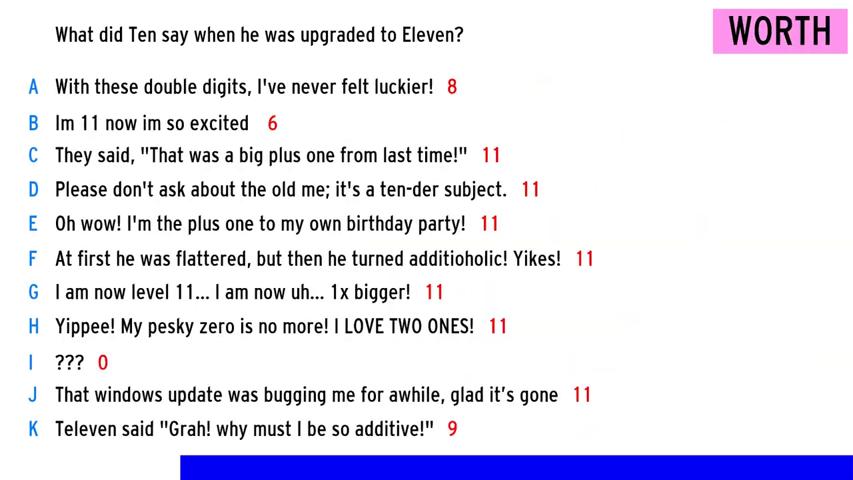 What did Ten say when he was upgraded to Eleven?
WORTH
A With these double digits, I've never felt luckier! 8
B Im 11 now im so excited 6
C They said, "That was a big plus one from last time!" 11
D Please don't ask about the old me; it's a ten-der subject. 11
E Oh wow! I'm the plus one to my own birthday party! 11
F At first he was flattered, but then he turned additioholic! Yikes! 11
G I am now level 11... I am now uh... 1x bigger! 11
H Yippee! My pesky zero is no more! I LOVE TWO ONES! 11
I ??? 0
J That windows update was bugging me for awhile, glad it’s gone 11
K Televen said "Grah! why must I be so additive!" 9